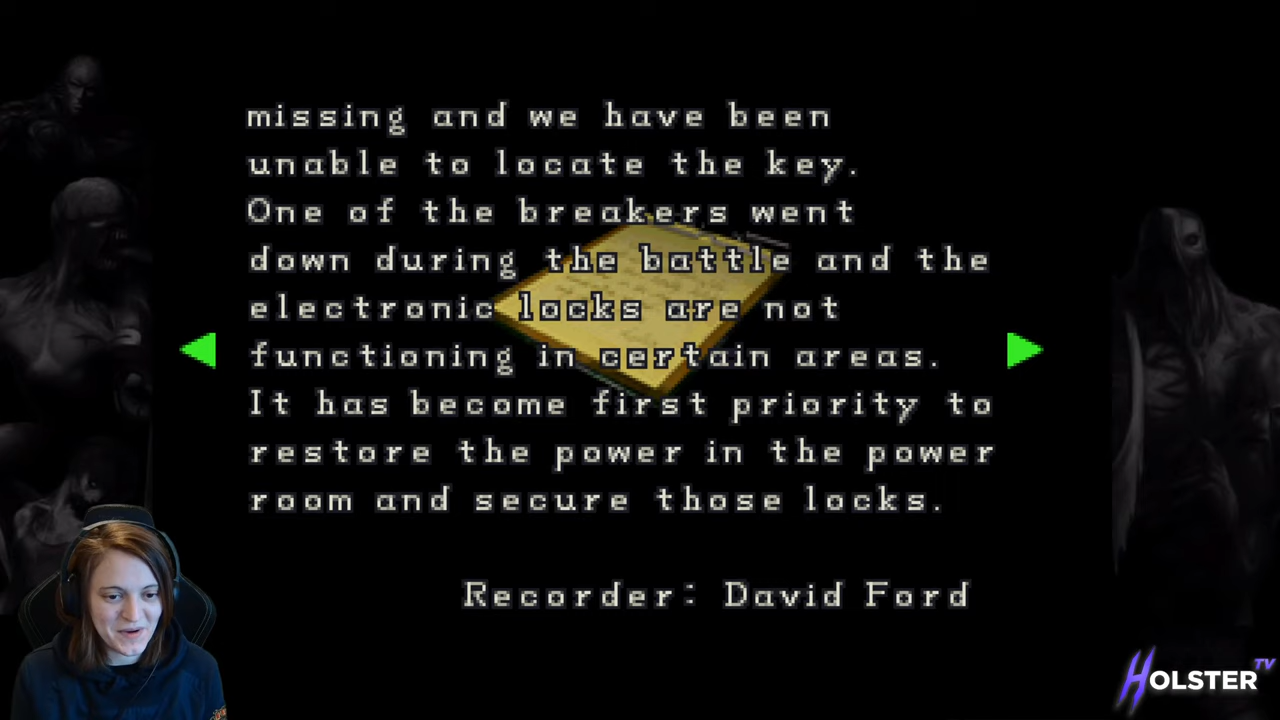 missing and we have been
unable to locate the key.
One of the breakers went
down during the battle and the
electronic locks are not
functioning in certain areas.
It has become first priority to
restore the power in the power
room and secure those locks.
Recorder: David Ford
HOLSTER TV